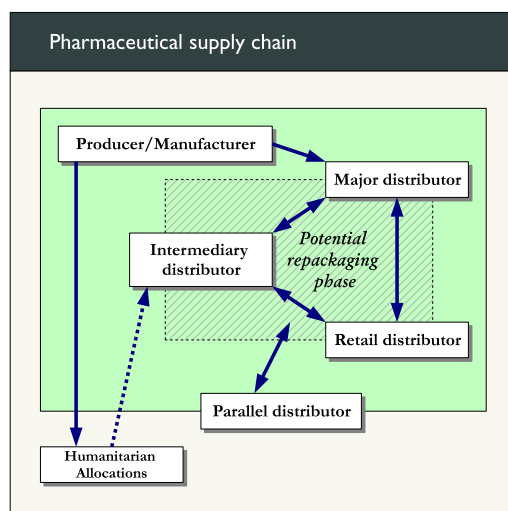 Pharmaceutical supply chain
Producer/Manufacturer
Major distributor
Intermediary
distributor
Potential
repackaging
phase
Retail distributor
Parallel distributor
Humanitarian
Allocations